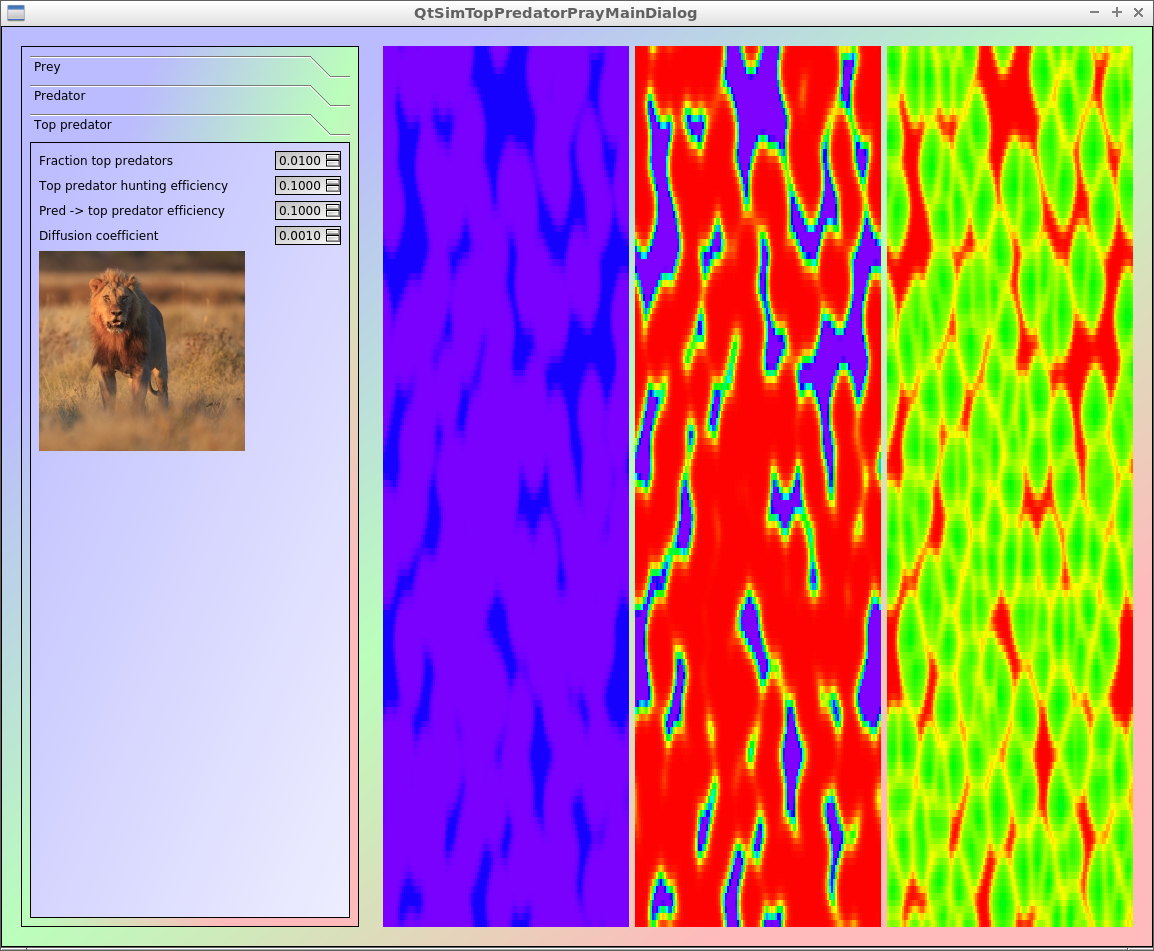 QtSimTopPredatorPrayMainDialog
Prey
Predator
Top predator
Fraction top predators 0.0100
Top predator hunting efficiency 0.1000
Pred -> top predator efficiency 0.1000
Diffusion coefficient 0.0010